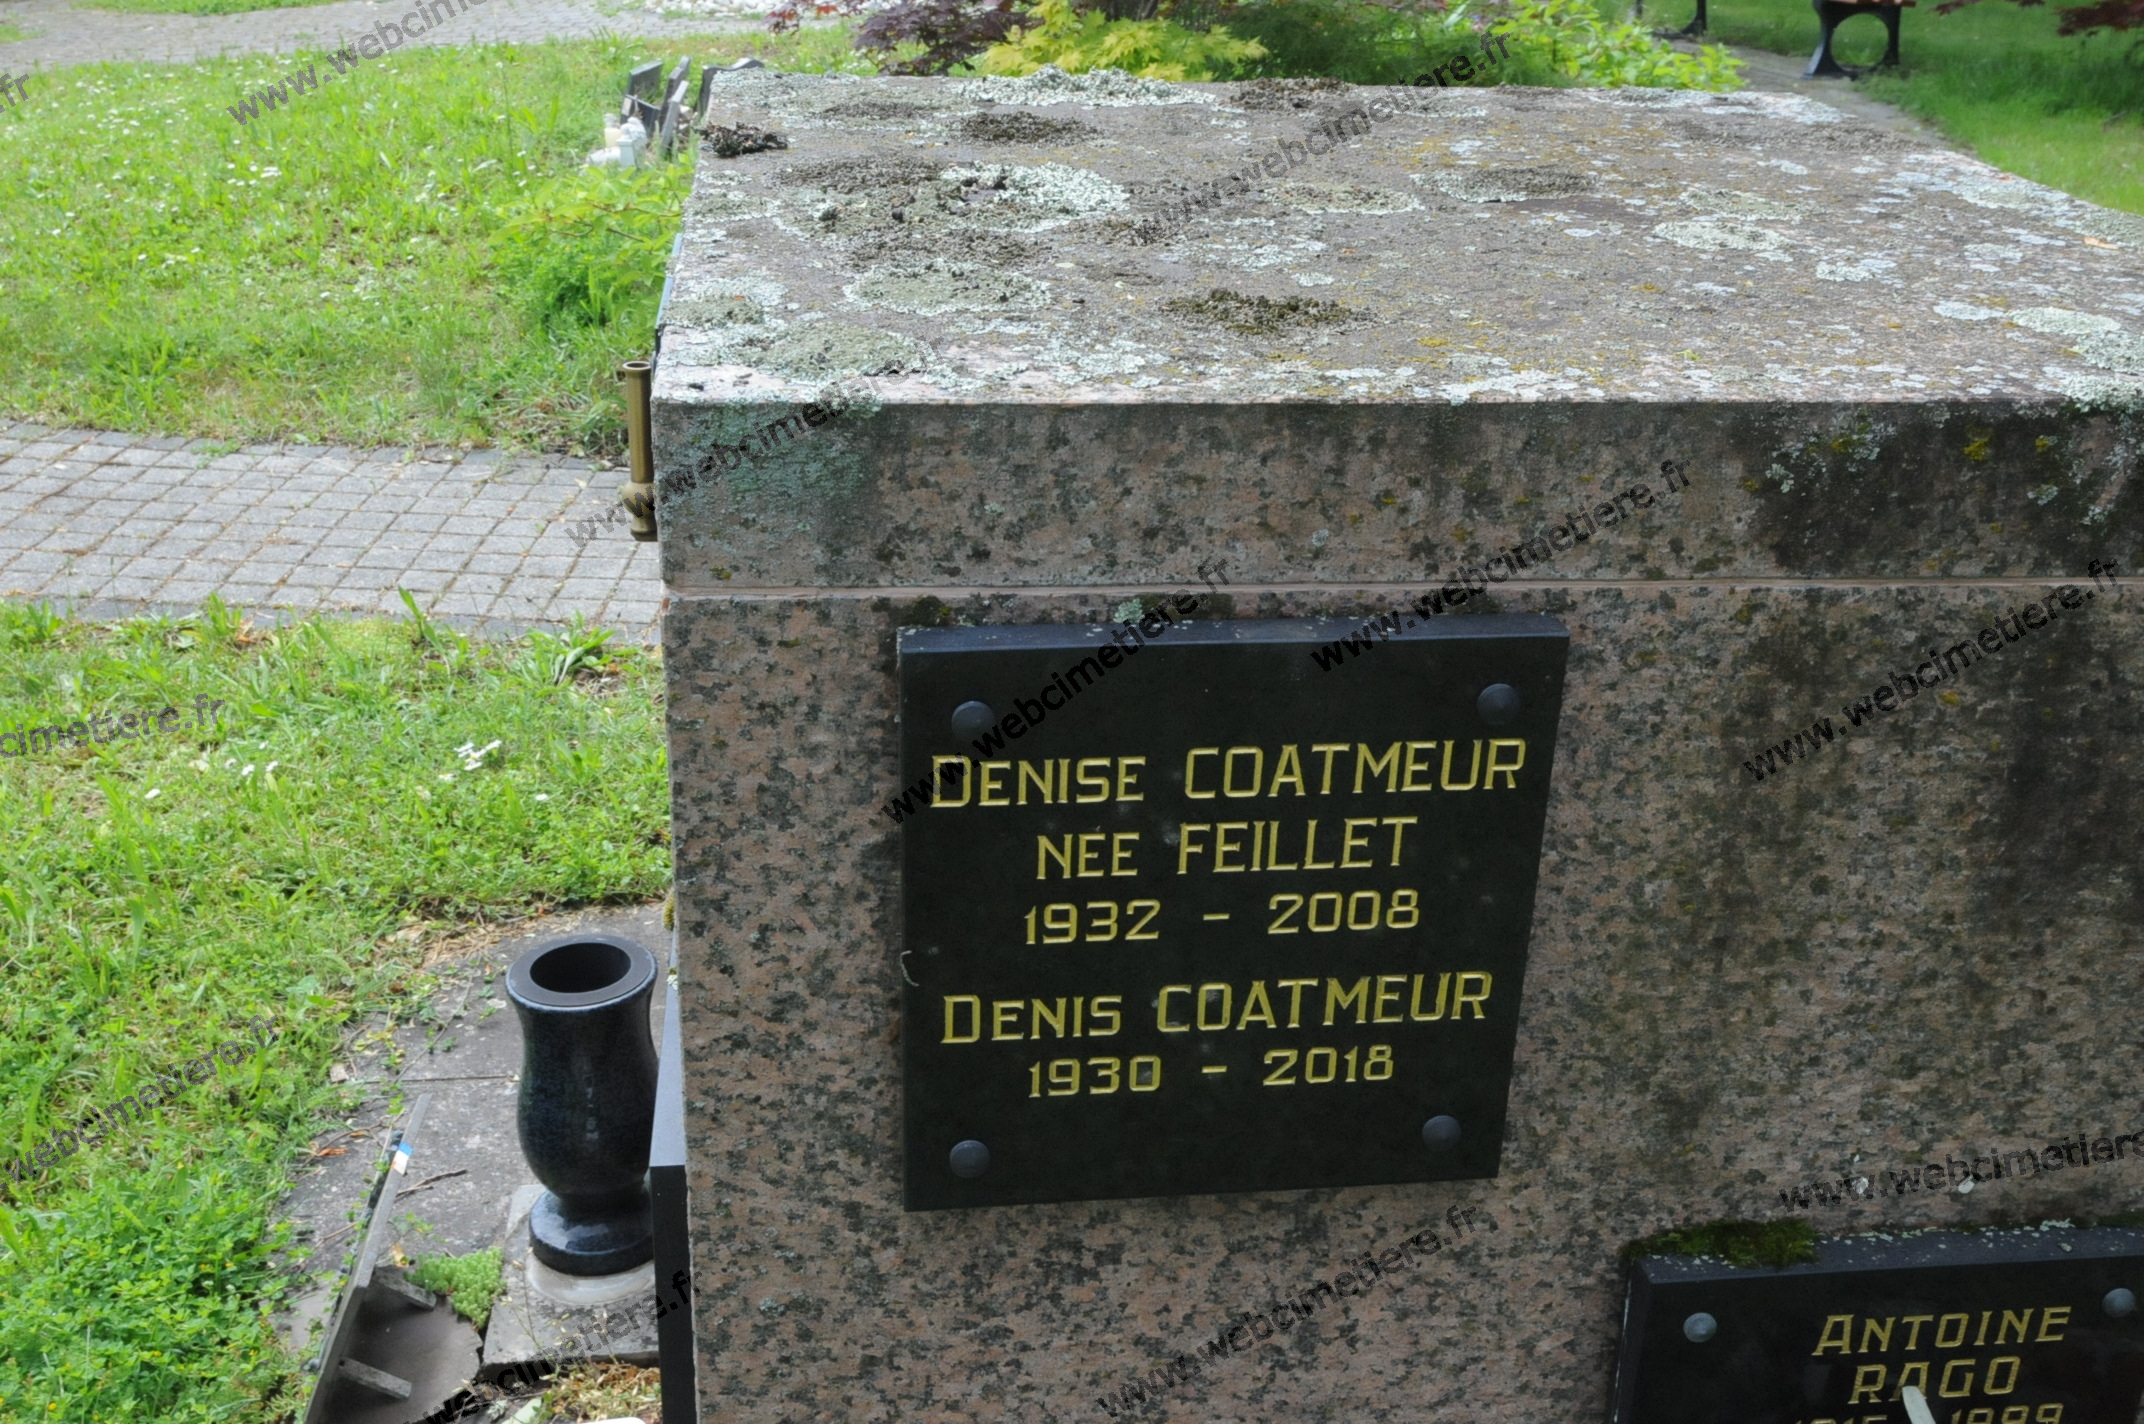 DENISE COATMEUR
NÉE FEILLET
1932 - 2008
DENIS COATMEUR
1930 - 2018
ANTOINE
RAGO
www.webcimetiere.fr